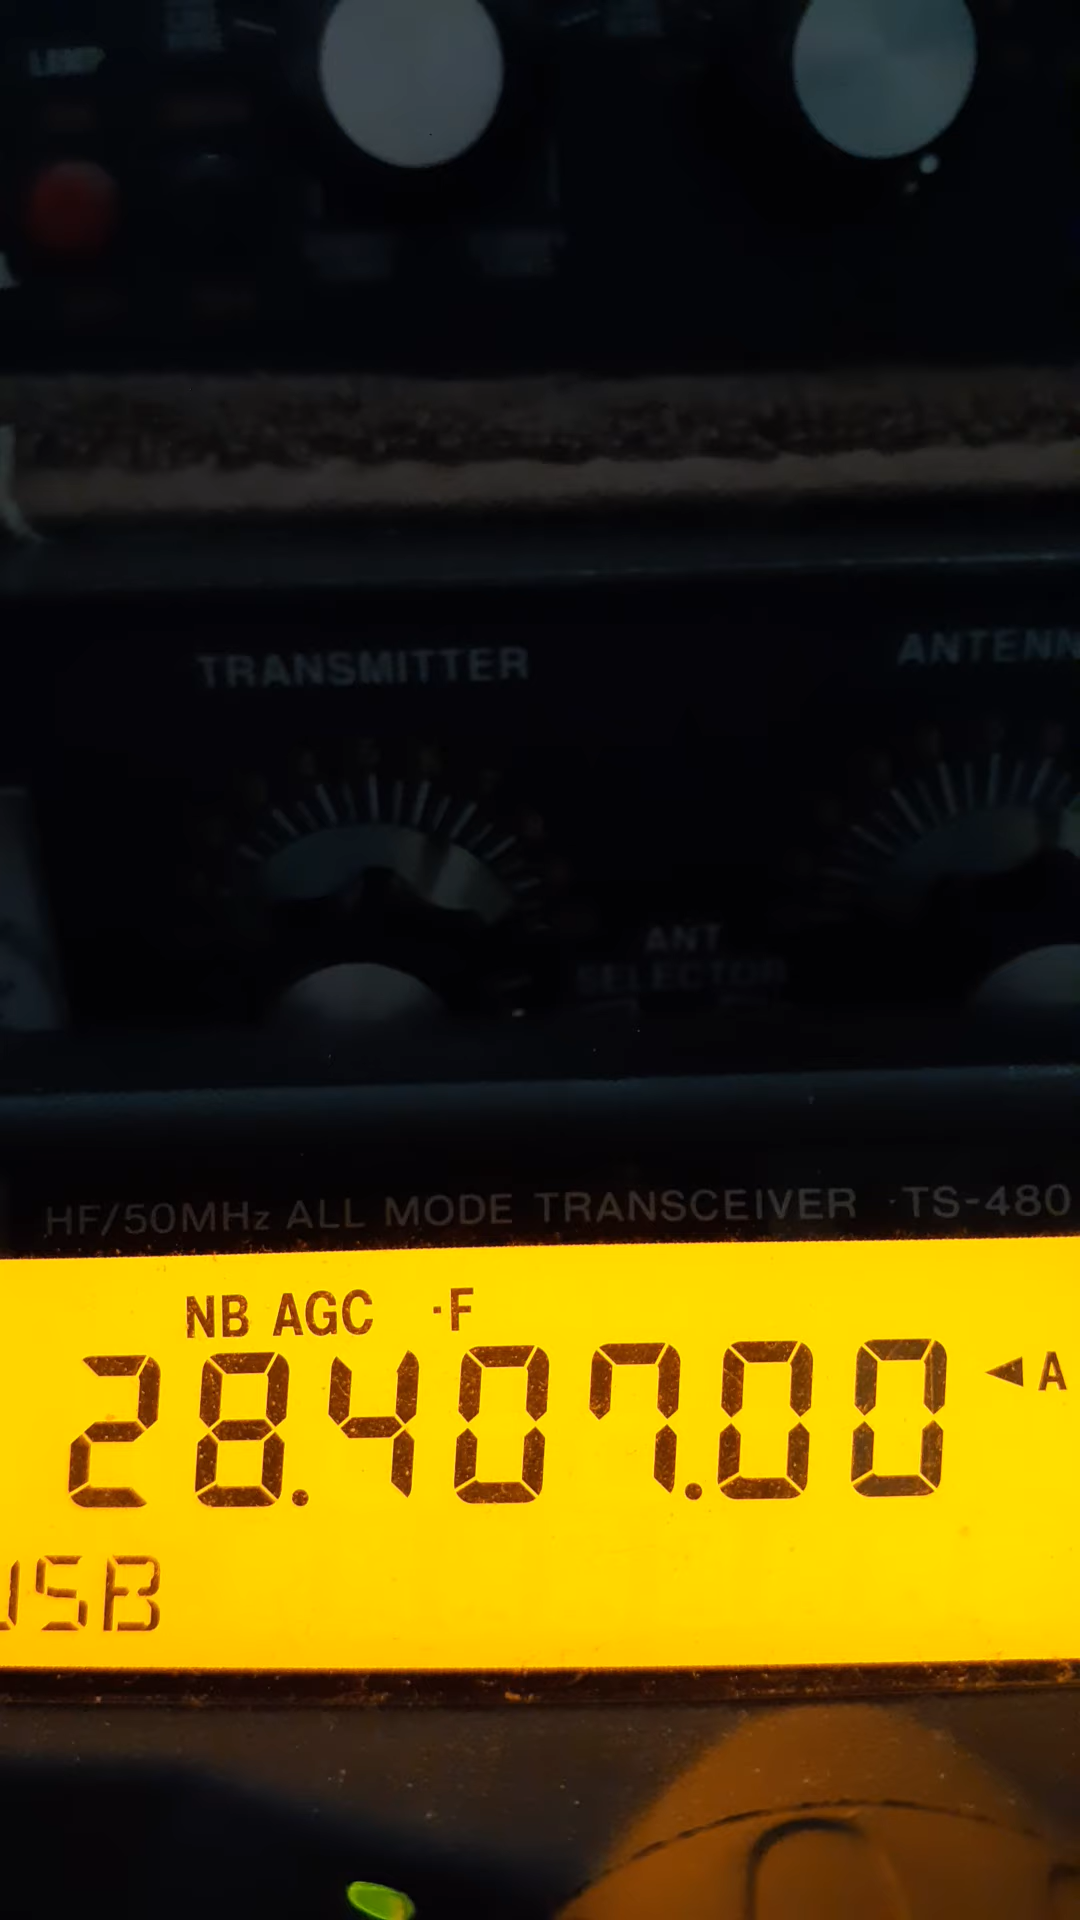 TRANSMITTER
ANTENN
ANT
SELECTOR
HF/50MHz ALL MODE TRANSCEIVER TS-480
NB AGC ·F
28.407.00 ◀A
USB